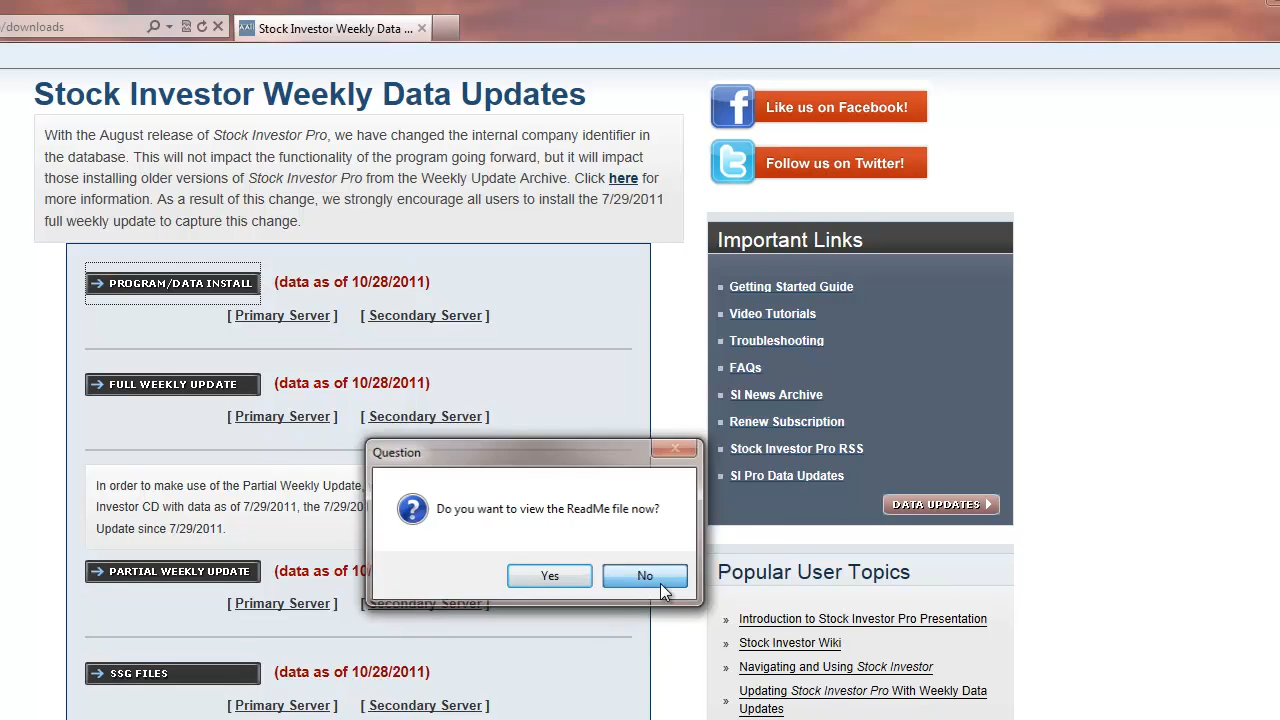 /downloads
AAII
Stock Investor Weekly Data ...
Stock Investor Weekly Data Updates
With the August release of Stock Investor Pro, we have changed the internal company identifier in
the database. This will not impact the functionality of the program going forward, but it will impact
those installing older versions of Stock Investor Pro from the Weekly Update Archive. Click here for
more information. As a result of this change, we strongly encourage all users to install the 7/29/2011
full weekly update to capture this change.
PROGRAM/DATA INSTALL (data as of 10/28/2011)
[ Primary Server ] [ Secondary Server ]
FULL WEEKLY UPDATE (data as of 10/28/2011)
[ Primary Server ] [ Secondary Server ]
In order to make use of the Partial Weekly Update,
Investor CD with data as of 7/29/2011, the 7/29/20
Update since 7/29/2011.
PARTIAL WEEKLY UPDATE (data as of 10/
[ Primary Server ] [ Secondary Server ]
SSG FILES (data as of 10/28/2011)
[ Primary Server ] [ Secondary Server ]
Question
Do you want to view the ReadMe file now?
Yes No
Like us on Facebook!
Follow us on Twitter!
Important Links
Getting Started Guide
Video Tutorials
Troubleshooting
FAQs
SI News Archive
Renew Subscription
Stock Investor Pro RSS
SI Pro Data Updates
DATA UPDATES
Popular User Topics
» Introduction to Stock Investor Pro Presentation
» Stock Investor Wiki
» Navigating and Using Stock Investor
» Updating Stock Investor Pro With Weekly Data
Updates